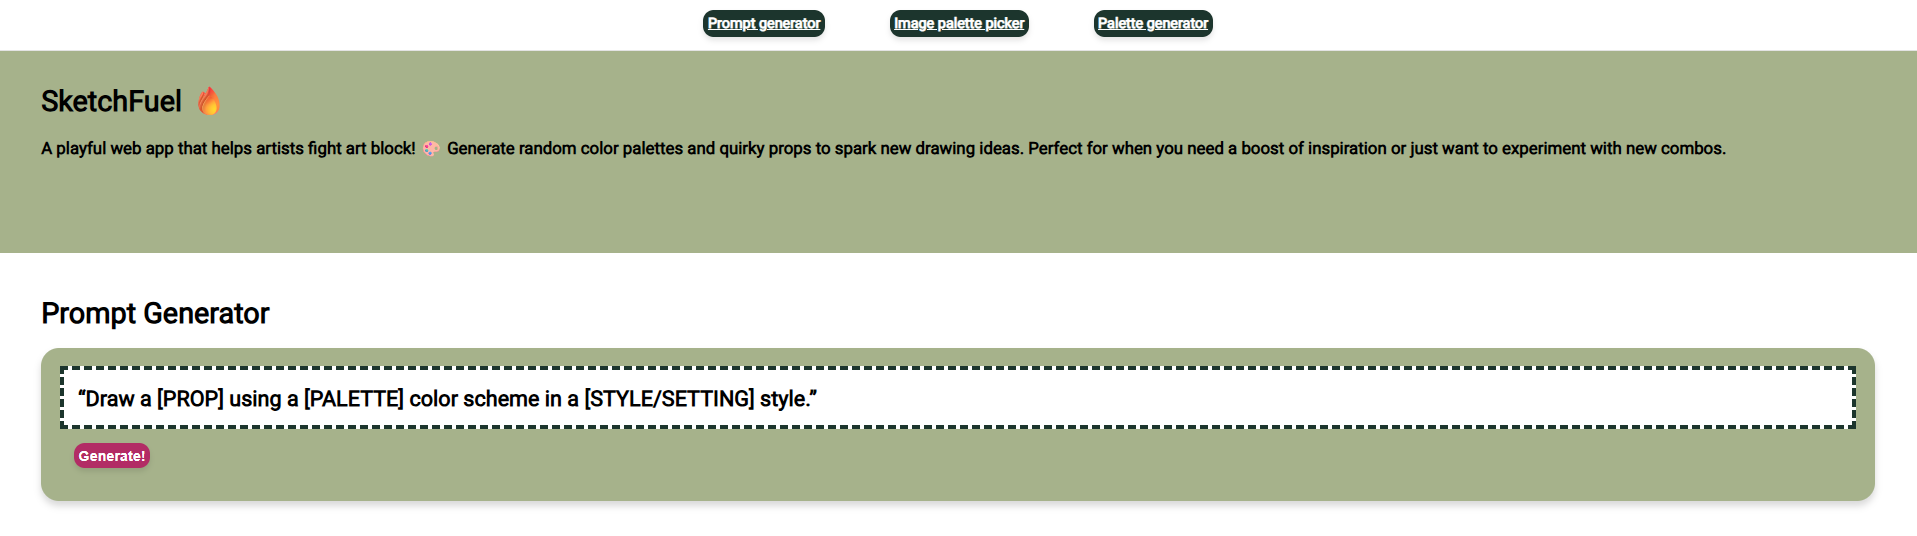 Prompt generator Image palette picker Palette generator
SketchFuel 🔥
A playful web app that helps artists fight art block! 🎨 Generate random color palettes and quirky props to spark new drawing ideas. Perfect for when you need a boost of inspiration or just want to experiment with new combos.
Prompt Generator
“Draw a [PROP] using a [PALETTE] color scheme in a [STYLE/SETTING] style.”
Generate!